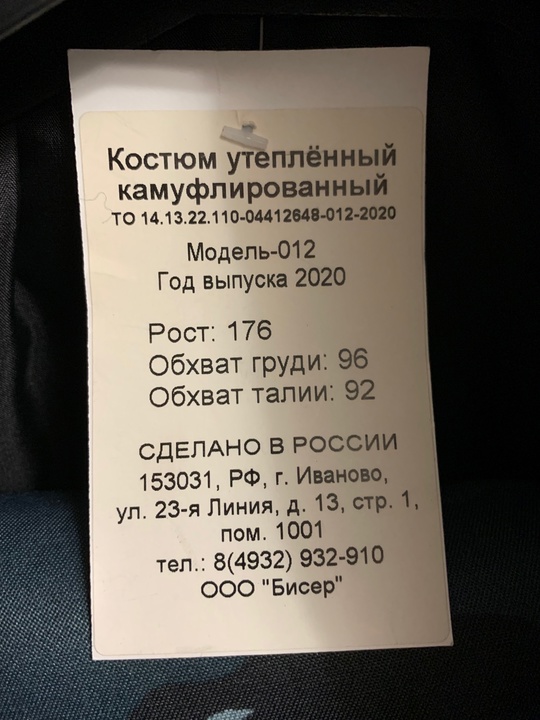 Костюм утеплённый
камуфлированный
ТО 14.13.22.110-04412648-012-2020
Модель-012
Год выпуска 2020
Рост: 176
Обхват груди: 96
Обхват талии: 92
СДЕЛАНО В РОССИИ
153031, РФ, г. Иваново,
ул. 23-я Линия, д. 13, стр. 1,
пом. 1001
тел.: 8(4932) 932-910
ООО "Бисер"